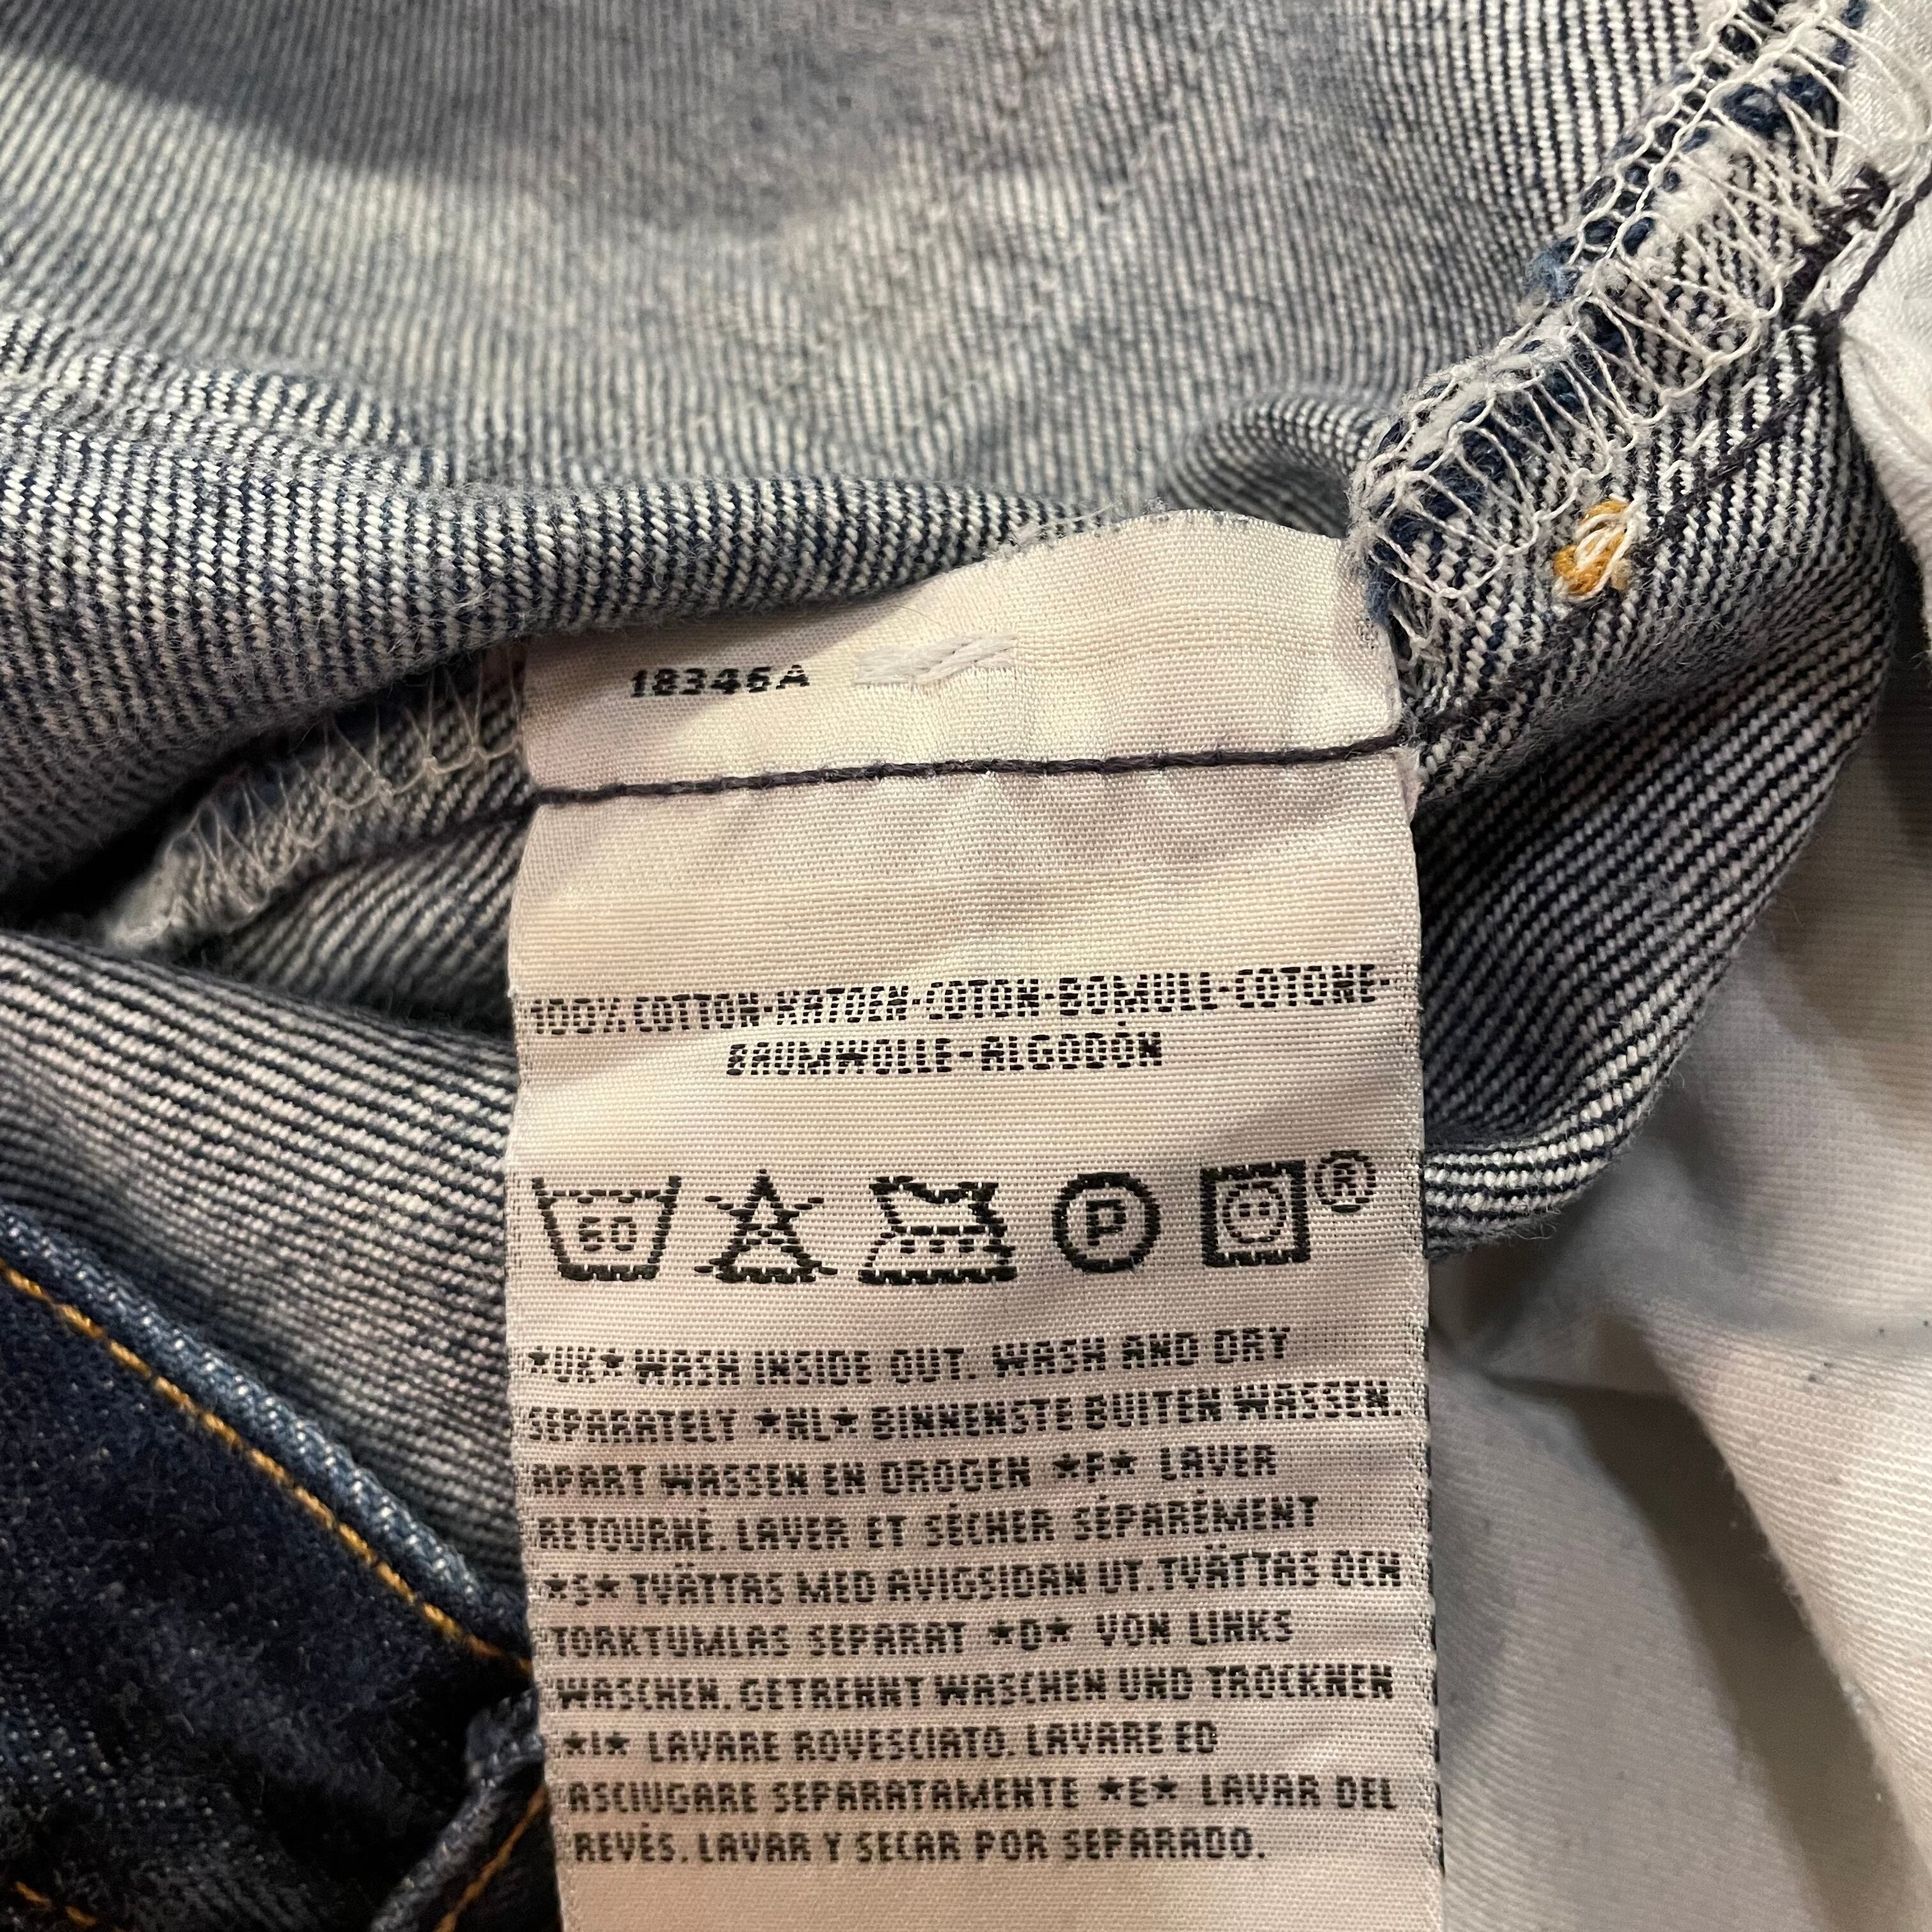 18346A
100% COTTON-KATOEN-COTON-BOMULL-COTONE-
BAUMWOLLE-ALGODÓN
60 P ®
*UK* WASH INSIDE OUT. WASH AND DRY
SEPARATELY *NL* BINNENSTE BUITEN WASSEN.
APART WASSEN EN DROGEN *F* LAVER
RETOURNÉ. LAVER ET SÉCHER SÉPARÉMENT
*S* TVÄTTAS MED AVIGSIDAN UT. TVÄTTAS OCH
TORKTUMLAS SEPARAT *D* VON LINKS
WASCHEN. GETRENNT WASCHEN UND TROCKNEN
*I* LAVARE ROVESCIATO. LAVARE ED
ASCIUGARE SEPARATAMENTE *E* LAVAR DEL
REVÉS. LAVAR Y SECAR POR SEPARADO.